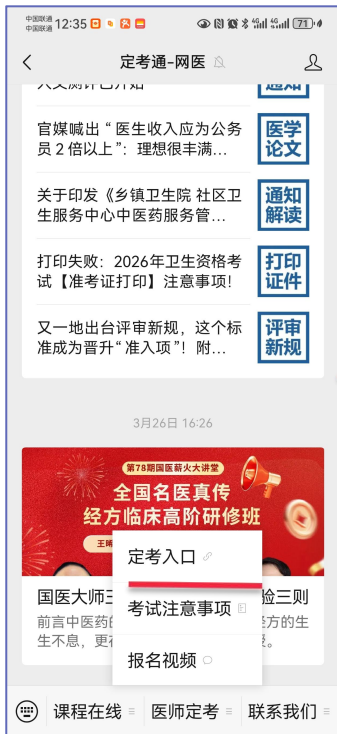 中国联通
中国联通
12:35
71
定考通-网医
通知
官媒喊出“医生收入应为公务
员2倍以上”：理想很丰满...
医学
论文
关于印发《乡镇卫生院 社区卫
生服务中心中医药服务管...
通知
解读
打印失败：2026年卫生资格考
试【准考证打印】注意事项！
打印
证件
又一地出台评审新规，这个标
准成为晋升“准入项”！附...
评审
新规
3月26日 16:26
第78期国医薪火大讲堂
全国名医真传
经方临床高阶研修班
定考入口
考试注意事项
报名视频
国医大师王
验三则
前言中医药的
经方的生
生不息，更在
课程在线
医师定考
联系我们